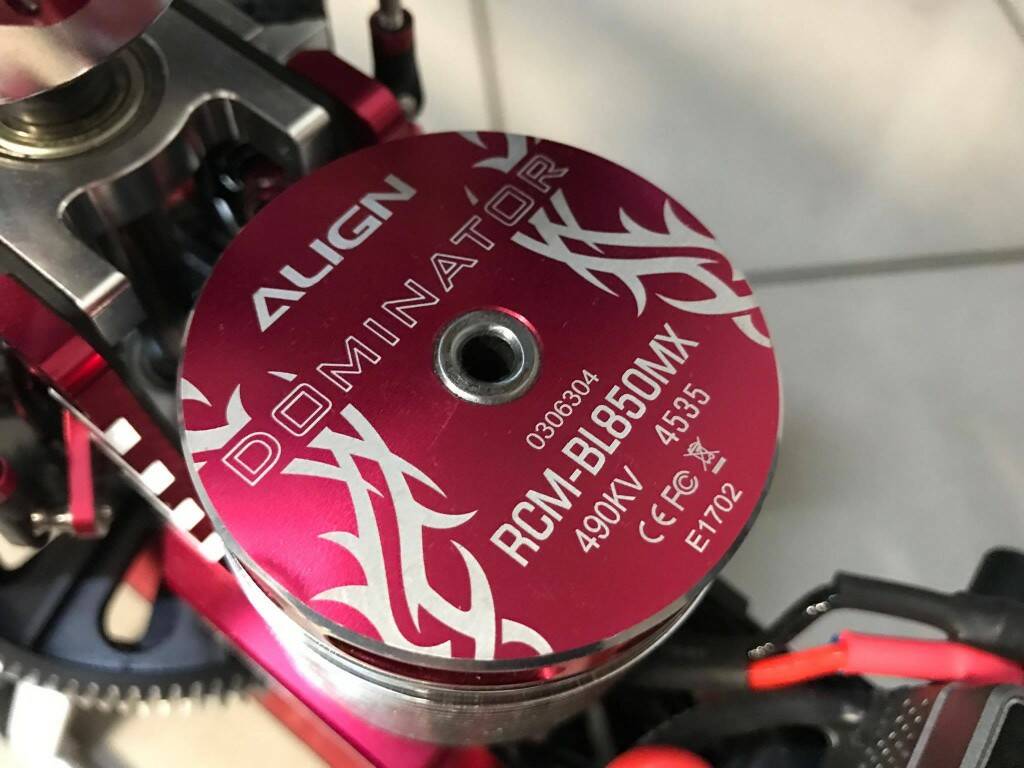 ALIGN
DOMINATOR
0306304
RCM-BL850MX
490KV 4535
CE FC
E1702